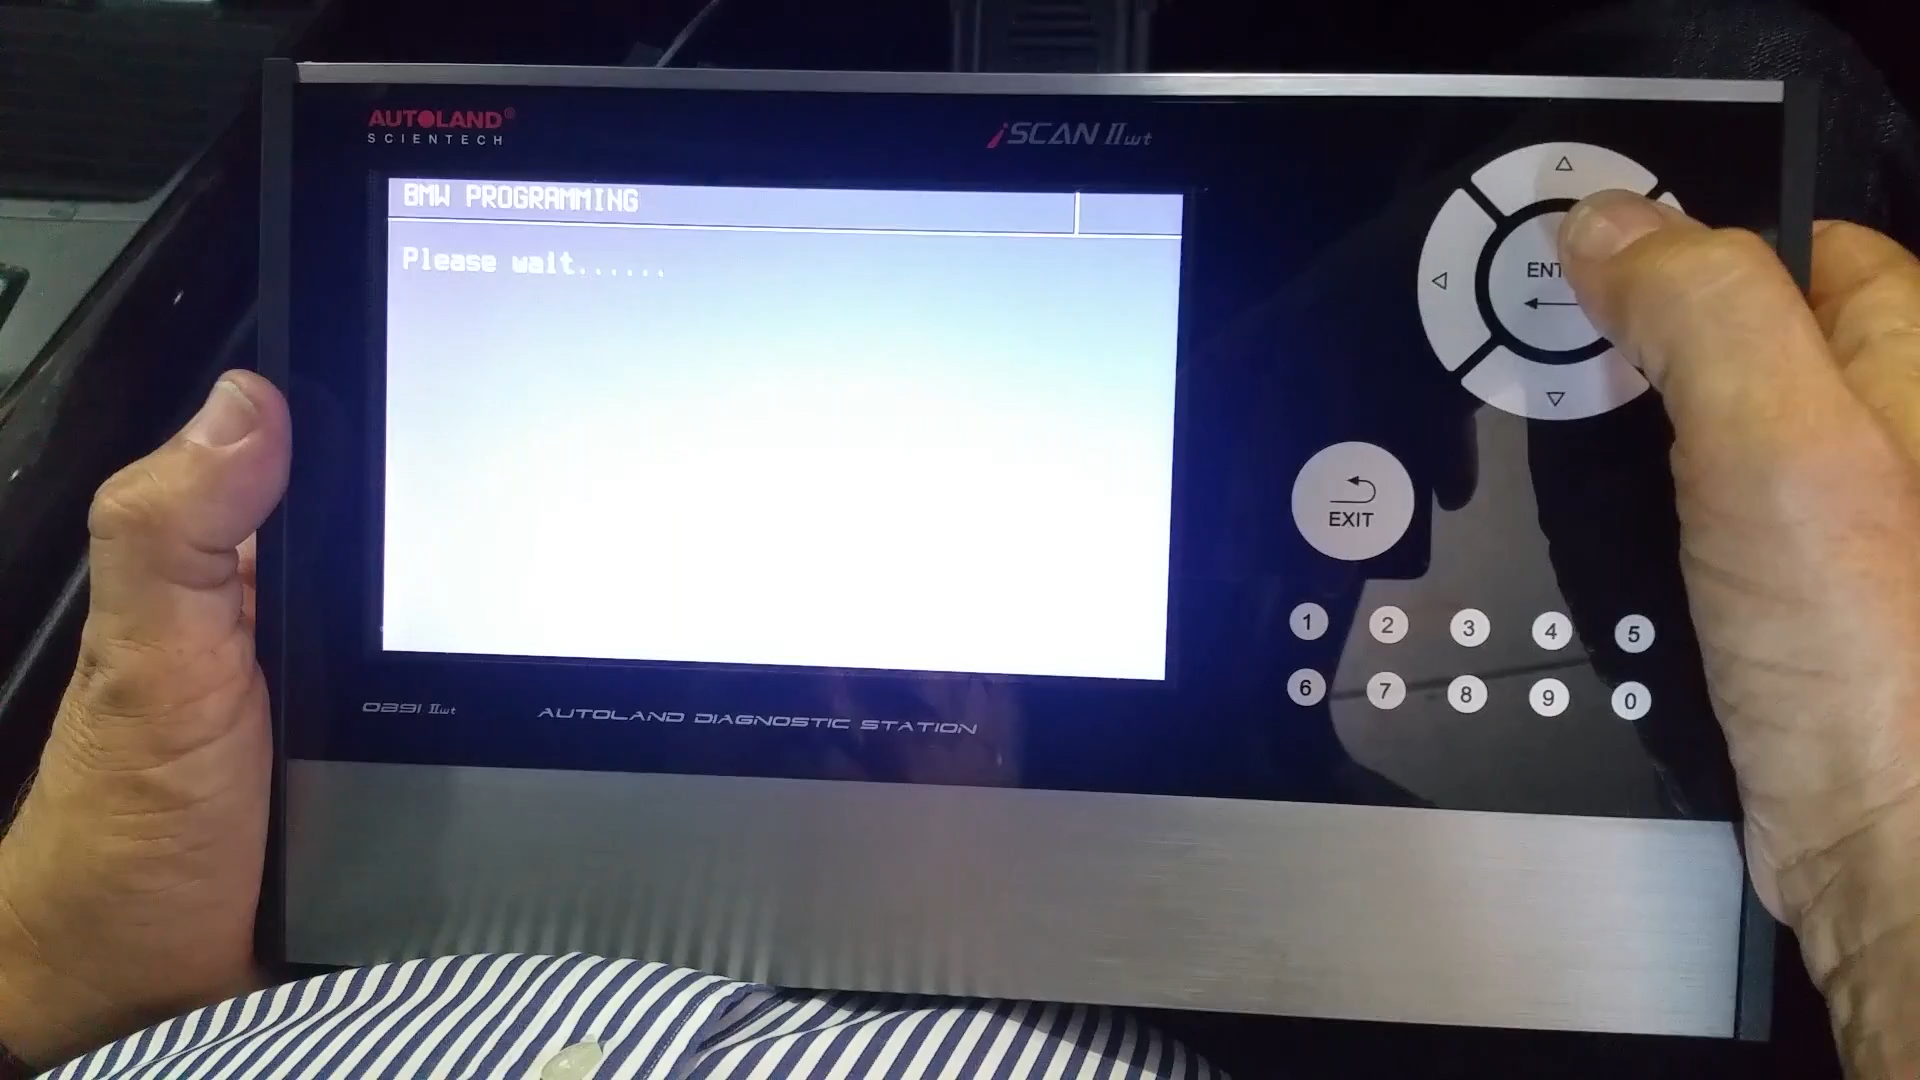 AUTOLAND®
SCIENTECH
iSCAN IIwt
BMW PROGRAMMING
Please wait......
ENT
EXIT
1 2 3 4 5
6 7 8 9 0
IIwt
AUTOLAND DIAGNOSTIC STATION